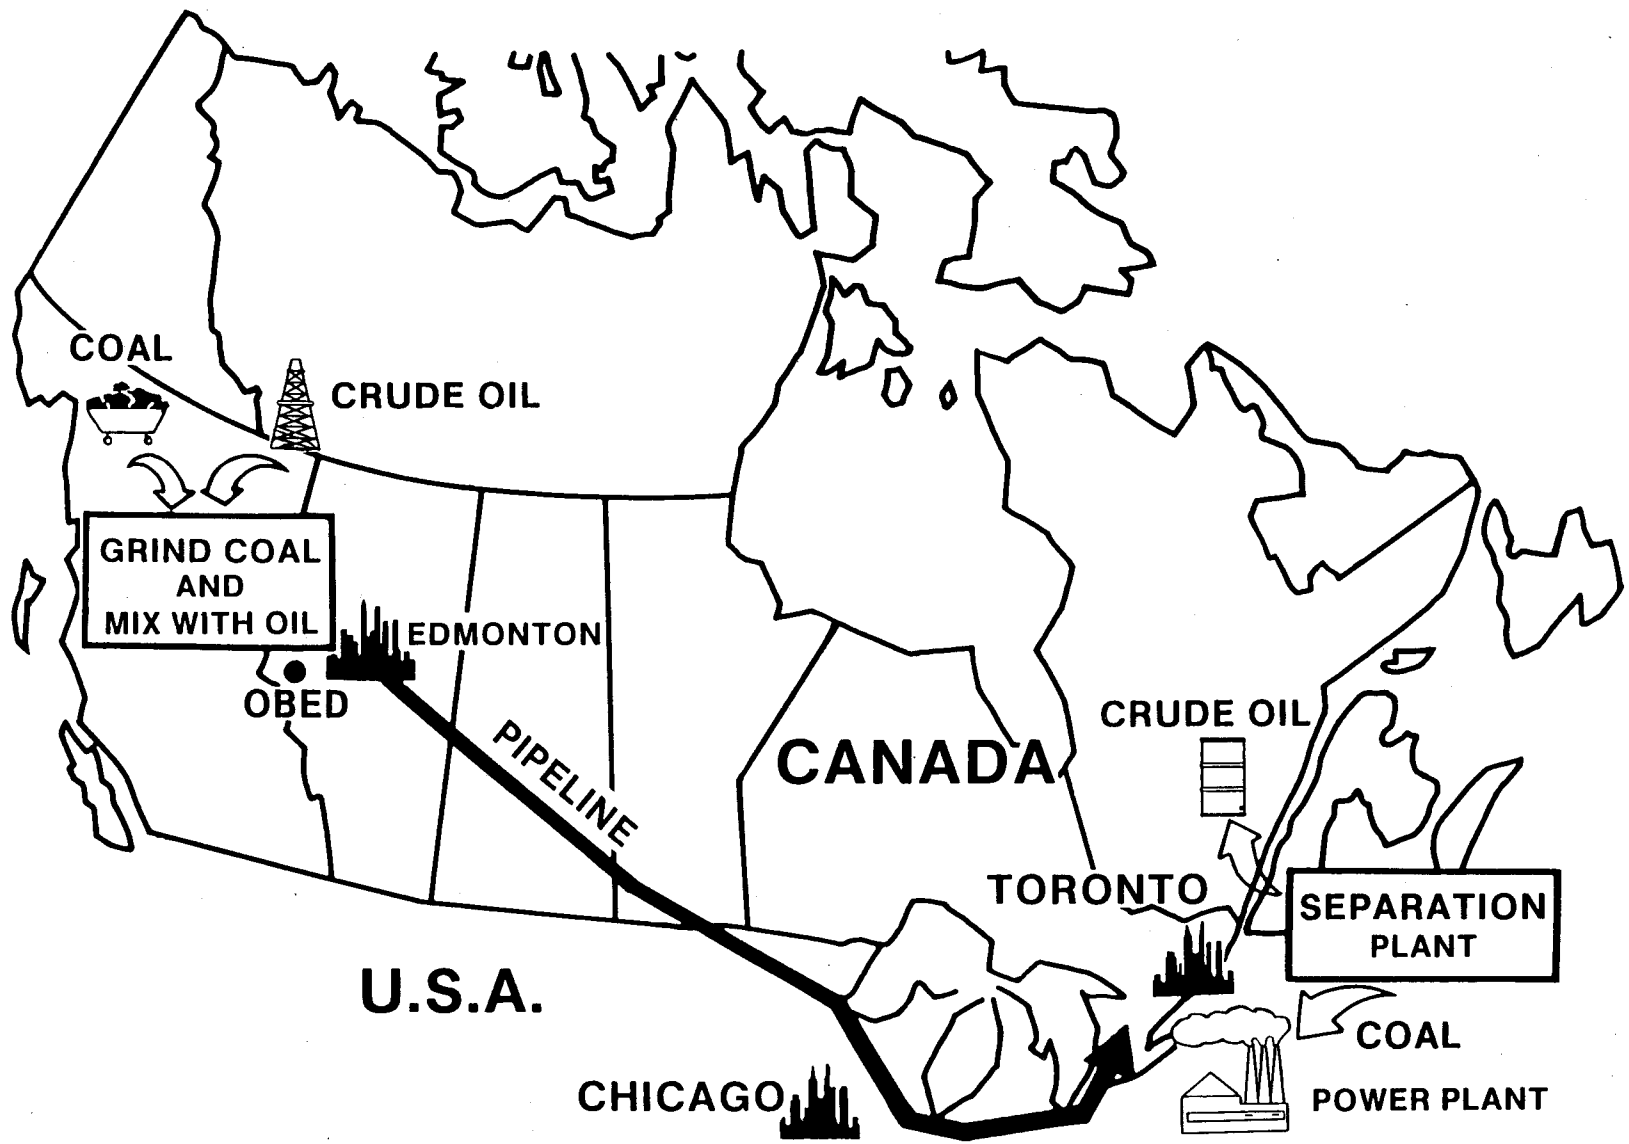 COAL
CRUDE OIL
GRIND COAL
AND
MIX WITH OIL
EDMONTON
OBED
PIPELINE
CANADA
CRUDE OIL
TORONTO
SEPARATION
PLANT
U.S.A.
COAL
CHICAGO
POWER PLANT